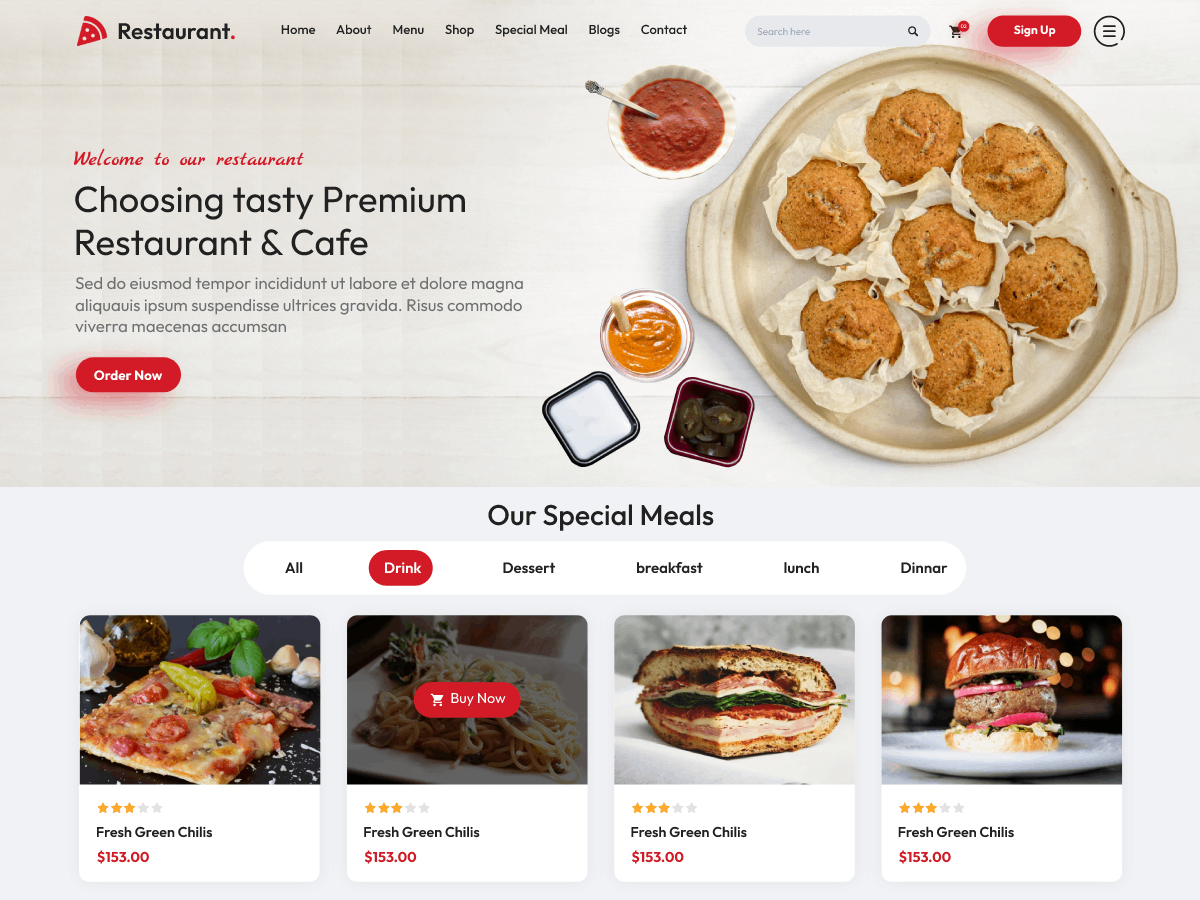 Restaurant.
Home About Menu Shop Special Meal Blogs Contact
Search here
Sign Up
Welcome to our restaurant
Choosing tasty Premium
Restaurant & Cafe
Sed do eiusmod tempor incididunt ut labore et dolore magna
aliquauis ipsum suspendisse ultrices gravida. Risus commodo
viverra maecenas accumsan
Order Now
Our Special Meals
All Drink Dessert breakfast lunch Dinnar
Buy Now
Fresh Green Chilis Fresh Green Chilis Fresh Green Chilis Fresh Green Chilis
$153.00 $153.00 $153.00 $153.00